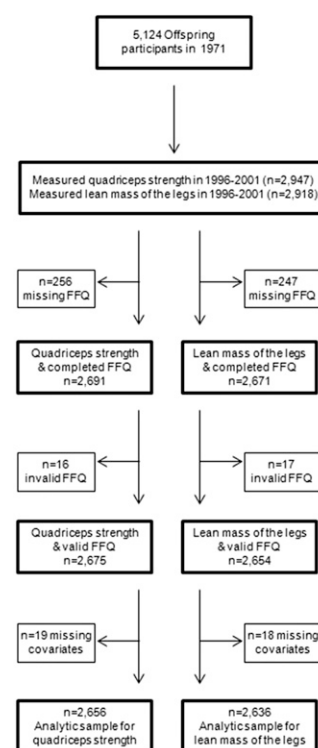 5,124 Offspring
participants in 1971
Measured quadriceps strength in 1996-2001 (n=2,947)
Measured lean mass of the legs in 1996-2001 (n=2,918)
n=256
missing FFQ
n=247
missing FFQ
Quadriceps strength
& completed FFQ
n=2,691
Lean mass of the legs
& completed FFQ
n=2,671
n=16
invalid FFQ
n=17
invalid FFQ
Quadriceps strength
& valid FFQ
n=2,675
Lean mass of the legs
& valid FFQ
n=2,654
n=19 missing
covariates
n=18 missing
covariates
n=2,656
Analytic sample for
quadriceps strength
n=2,636
Analytic sample for
lean mass of the legs